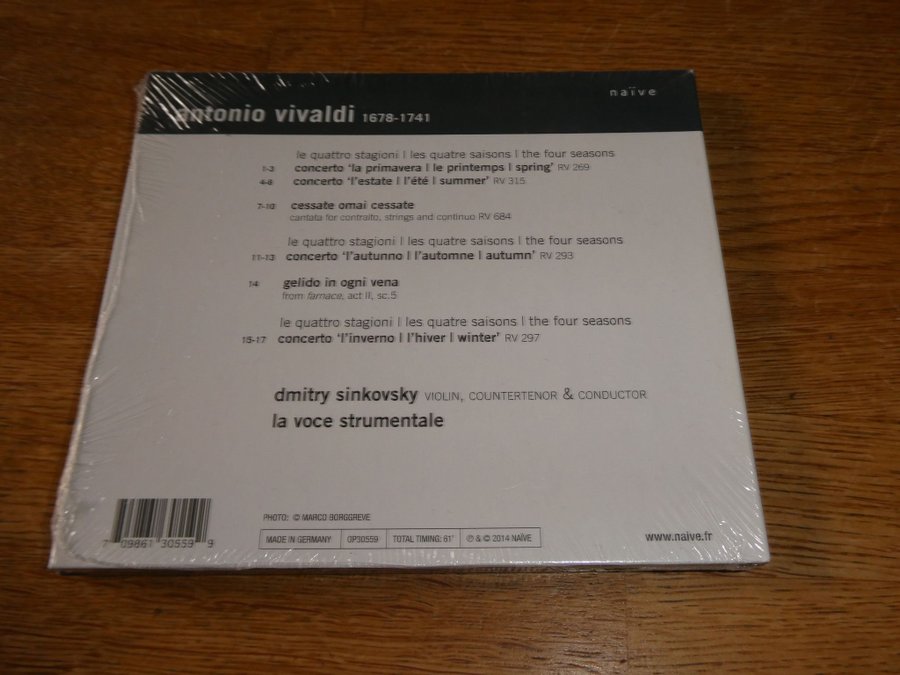 naïve
antonio vivaldi 1678-1741
le quattro stagioni | les quatre saisons | the four seasons
1-3 concerto ‘la primavera | le printemps | spring’ RV 269
4-6 concerto ‘l'estate | l'été | summer’ RV 315
7-10 cessate omai cessate
cantata for contralto, strings and continuo RV 684
le quattro stagioni | les quatre saisons | the four seasons
11-13 concerto ‘l'autunno | l'automne | autumn’ RV 293
14 gelido in ogni vena
from farnace, act II, sc.5
le quattro stagioni | les quatre saisons | the four seasons
15-17 concerto ‘l'inverno | l'hiver | winter’ RV 297
dmitry sinkovsky VIOLIN, COUNTERTENOR & CONDUCTOR
la voce strumentale
PHOTO: © MARCO BORGGREVE
7 09861 30559 9
MADE IN GERMANY OP30559 TOTAL TIMING: 61' ℗ & © 2014 NAÏVE
www.naïve.fr